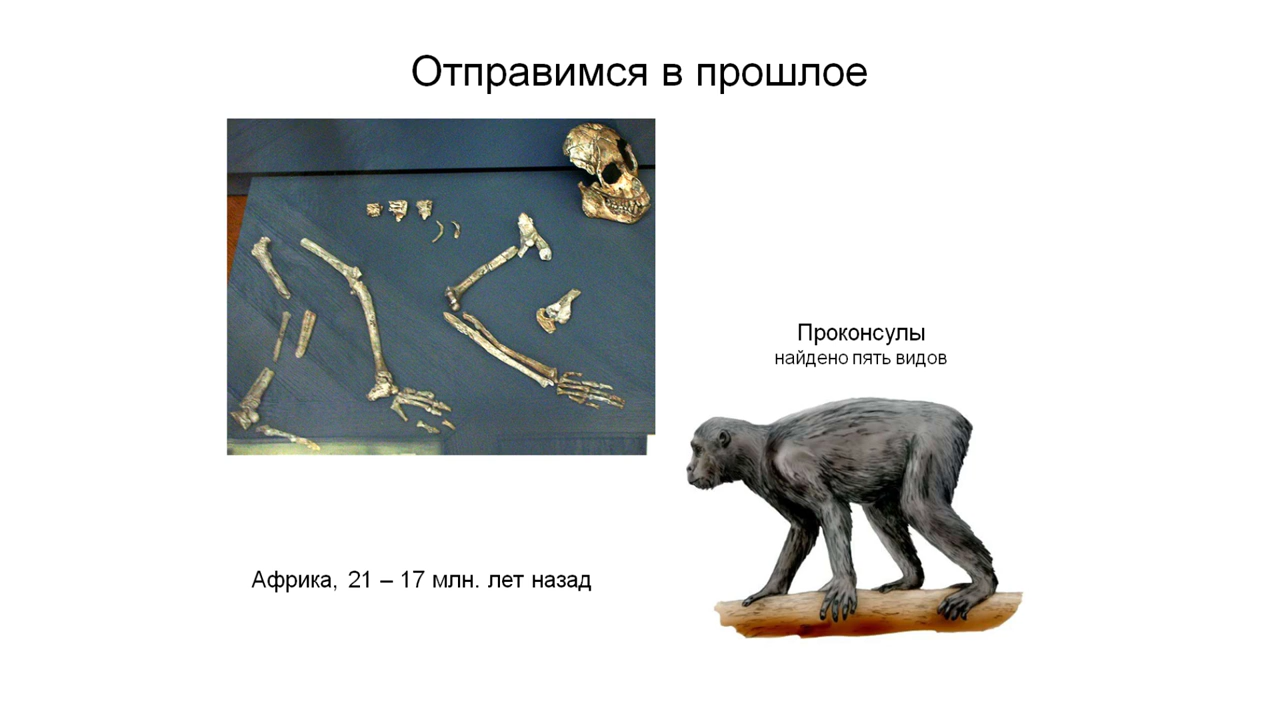 Отправимся в прошлое
Проконсулы
найдено пять видов
Африка, 21 – 17 млн. лет назад